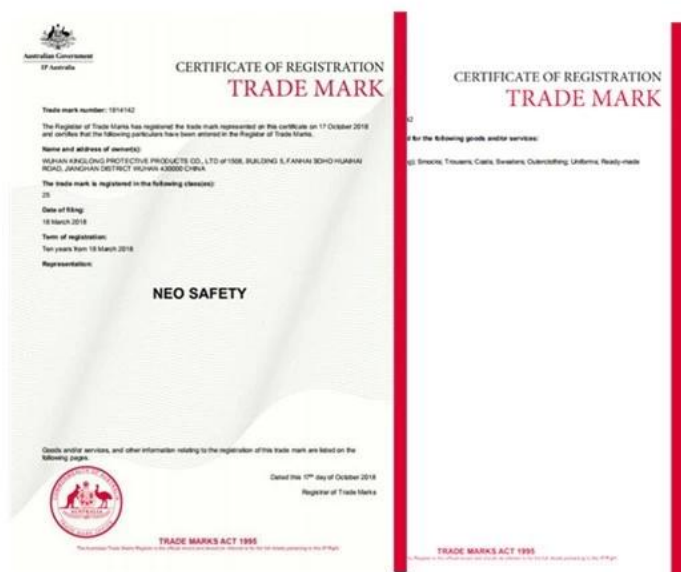 Australian Government
IP Australia
CERTIFICATE OF REGISTRATION
TRADE MARK
Trade mark number: 1914142
The Registrar of Trade Marks has registered the trade mark represented on this certificate on 17 October 2018
and certifies that the following particulars have been entered in the Register of Trade Marks.
Name and address of owner(s):
WUHAN KINGLONG PROTECTIVE PRODUCTS CO., LTD of 1508, BUILDING 5, FANHAI SOHO HUAIHAI
ROAD, JIANGHAN DISTRICT WUHAN 430000 CHINA
The trade mark is registered in the following class(es):
25
Date of filing:
18 March 2018
Term of registration:
Ten years from 18 March 2018
Representation:
NEO SAFETY
Goods and/or services, and other information relating to the registration of this trade mark are listed on the
following pages.
Dated this 17th day of October 2018
Registrar of Trade Marks
AUSTRALIA
TRADE MARKS ACT 1995
CERTIFICATE OF REGISTRATION
TRADE MARK
d for the following goods and/or services:
Smocks; Trousers; Coats; Sweaters; Outerclothing; Uniforms; Ready-made
TRADE MARKS ACT 1995